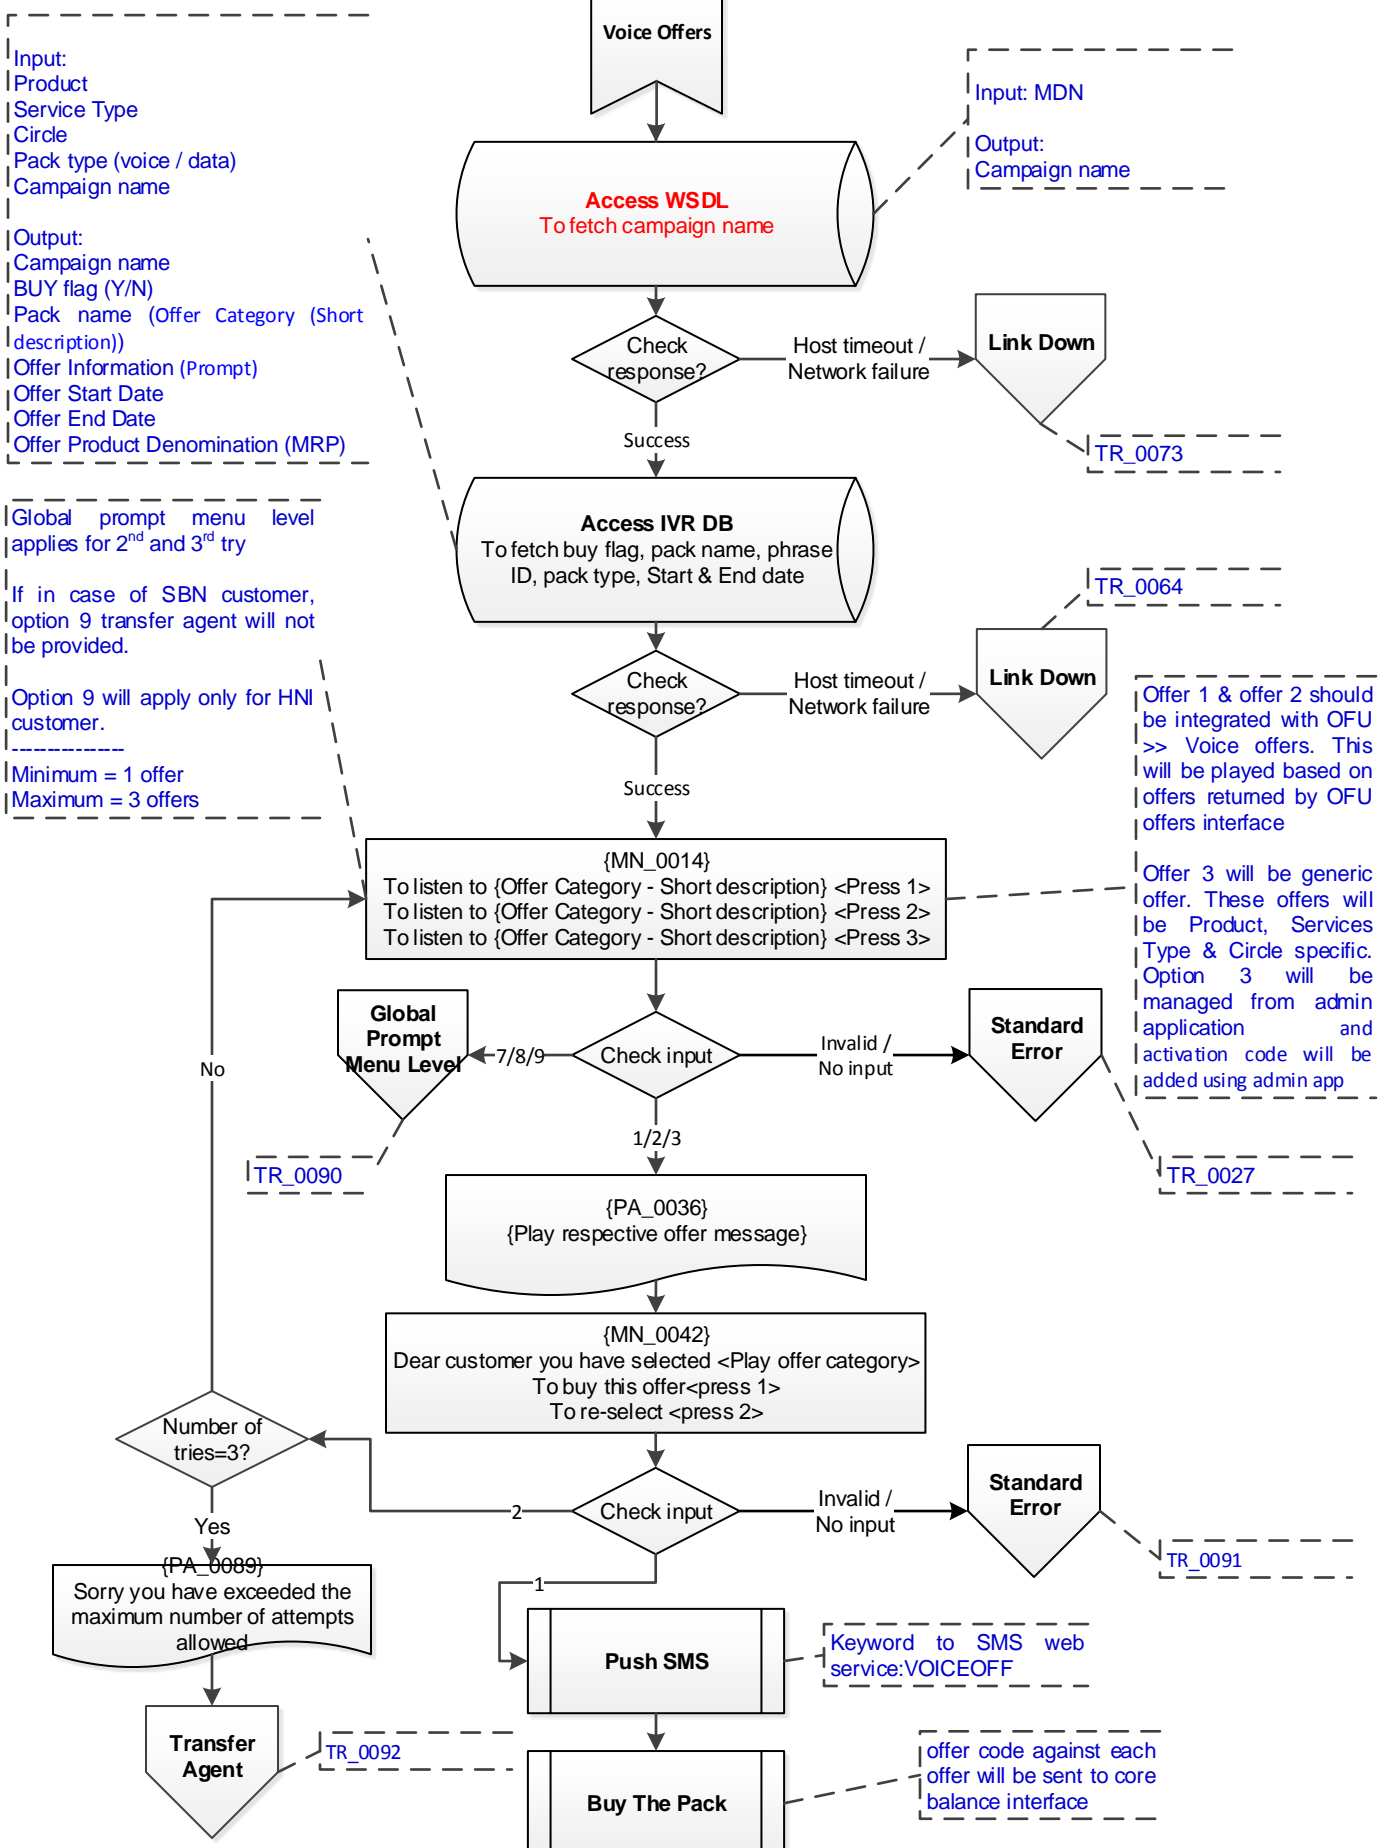 Voice Offers
Input:
Product
Service Type
Circle
Pack type (voice / data)
Campaign name
Output:
Campaign name
BUY flag (Y/N)
Pack name (Offer Category (Short
description))
Offer Information (Prompt)
Offer Start Date
Offer End Date
Offer Product Denomination (MRP)
Input: MDN
Output:
Campaign name
Access WSDL
To fetch campaign name
Check
response?
Host timeout /
Network failure
Link Down
TR_0073
Success
Access IVR DB
To fetch buy flag, pack name, phrase
ID, pack type, Start & End date
Global prompt menu level
applies for 2nd and 3rd try
If in case of SBN customer,
option 9 transfer agent will not
be provided.
Option 9 will apply only for HNI
customer.
----------------
Minimum = 1 offer
Maximum = 3 offers
TR_0064
Check
response?
Host timeout /
Network failure
Link Down
Success
Offer 1 & offer 2 should
be integrated with OFU
>> Voice offers. This
will be played based on
offers returned by OFU
offers interface
Offer 3 will be generic
offer. These offers will
be Product, Services
Type & Circle specific.
Option 3 will be
managed from admin
application and
activation code will be
added using admin app
{MN_0014}
To listen to {Offer Category - Short description} <Press 1>
To listen to {Offer Category - Short description} <Press 2>
To listen to {Offer Category - Short description} <Press 3>
Global
Prompt
Menu Level
7/8/9
Check input
Invalid /
No input
Standard
Error
No
1/2/3
TR_0090
TR_0027
{PA_0036}
{Play respective offer message}
{MN_0042}
Dear customer you have selected <Play offer category>
To buy this offer<press 1>
To re-select <press 2>
Number of
tries=3?
2
Check input
Invalid /
No input
Standard
Error
Yes
TR_0091
1
{PA_0089}
Sorry you have exceeded the
maximum number of attempts
allowed
Push SMS
Keyword to SMS web
service:VOICEOFF
Transfer
Agent
TR_0092
Buy The Pack
offer code against each
offer will be sent to core
balance interface